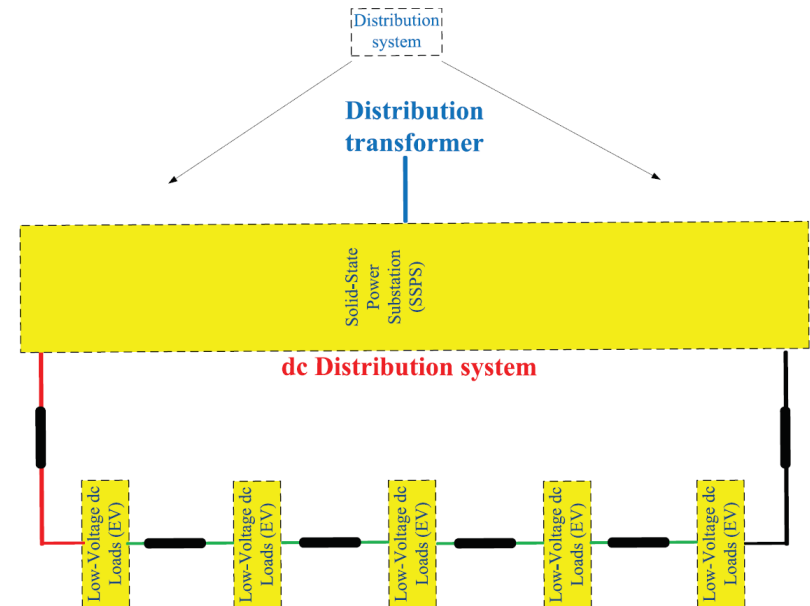 Distribution
system
Distribution
transformer
Solid-State
Power
Substation
(SSPS)
dc Distribution system
Low-Voltage dc
Loads (EV)
Low-Voltage dc
Loads (EV)
Low-Voltage dc
Loads (EV)
Low-Voltage dc
Loads (EV)
Low-Voltage dc
Loads (EV)